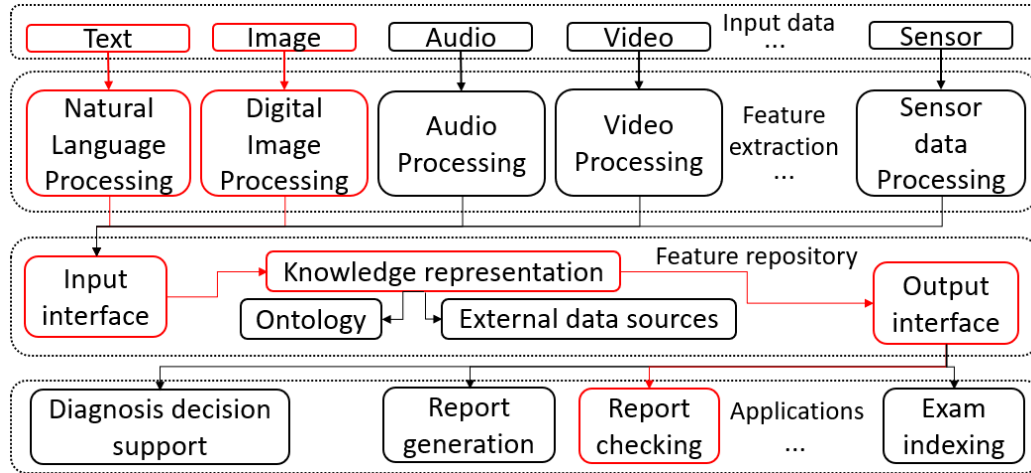 Text
Image
Audio
Video
Input data
...
Sensor
Natural
Language
Processing
Digital
Image
Processing
Audio
Processing
Video
Processing
Feature
extraction
...
Sensor
data
Processing
Input
interface
Knowledge representation
Ontology
External data sources
Feature repository
Output
interface
Diagnosis decision
support
Report
generation
Report
checking
Applications
...
Exam
indexing